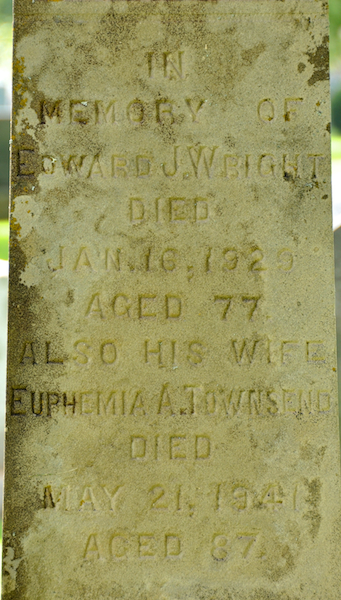 IN
MEMORY OF
EDWARD J. WRIGHT
DIED
JAN. 16, 1929
AGED 77.
ALSO HIS WIFE
EUPHEMIA A. TOWNSEND
DIED
MAY 21, 1941
AGED 87.